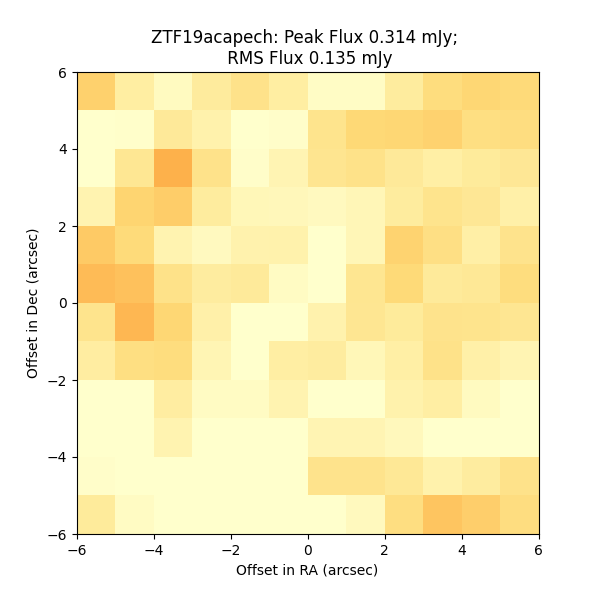 ZTF19acapech: Peak Flux 0.314 mJy;
RMS Flux 0.135 mJy
6
4
2
0
−2
−4
−6
Offset in Dec (arcsec)
−6 −4 −2 0 2 4 6
Offset in RA (arcsec)